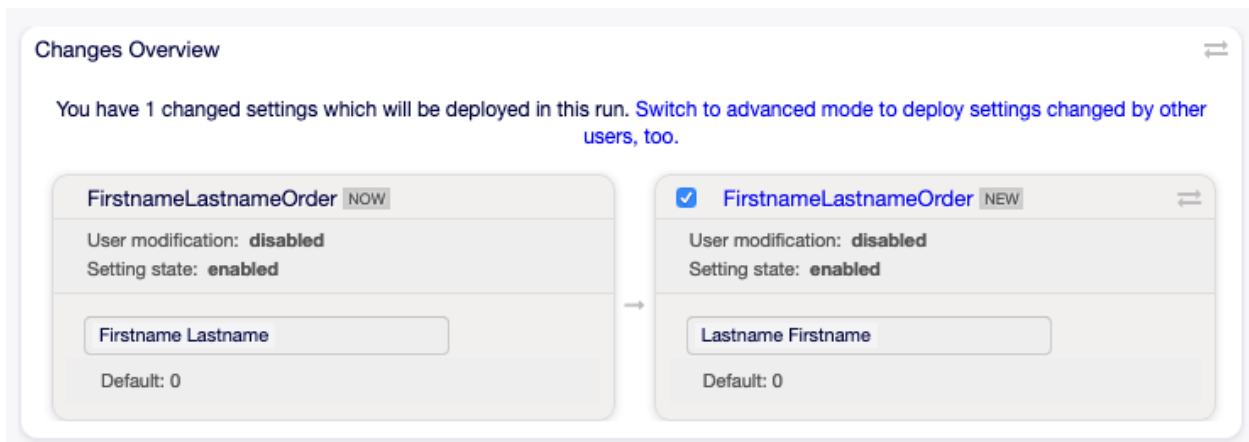 Changes Overview
You have 1 changed settings which will be deployed in this run. Switch to advanced mode to deploy settings changed by other
users, too.
FirstnameLastnameOrder NOW
User modification: disabled
Setting state: enabled
Firstname Lastname
Default: 0
FirstnameLastnameOrder NEW
User modification: disabled
Setting state: enabled
Lastname Firstname
Default: 0